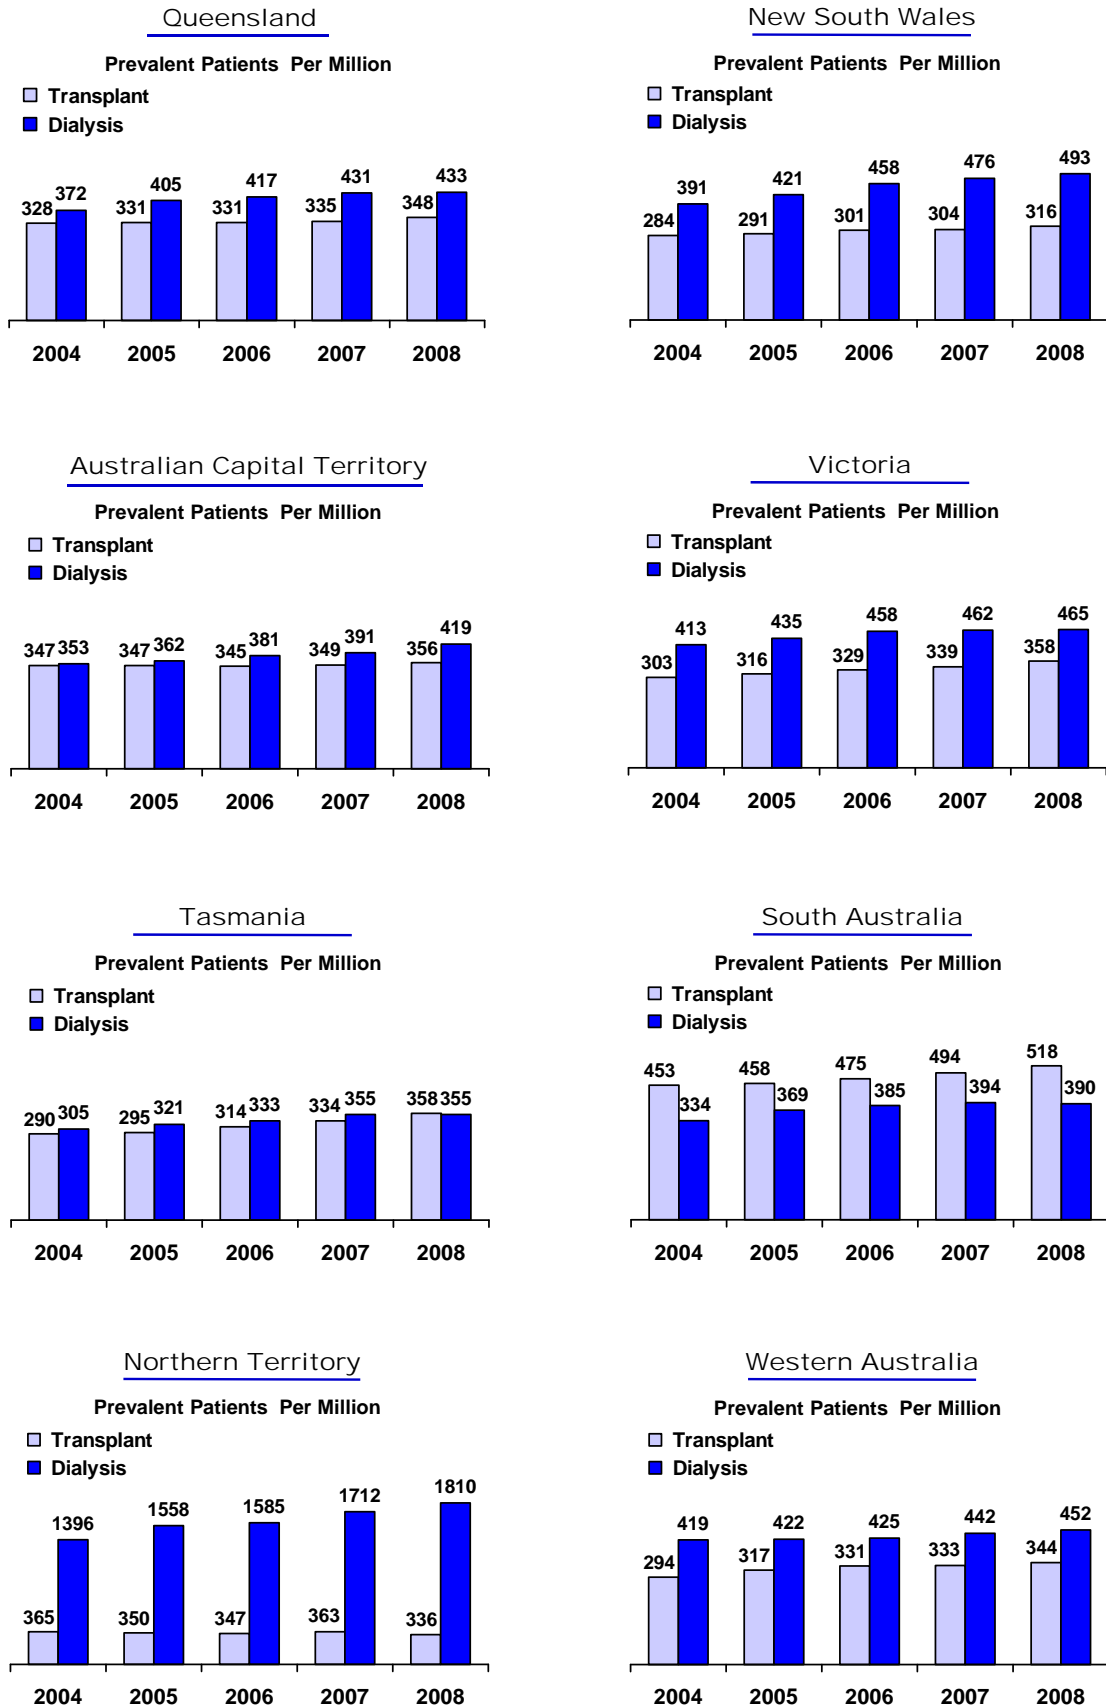 Queensland
Prevalent Patients Per Million
Transplant
Dialysis
328 372 331 405 331 417 335 431 348 433
2004 2005 2006 2007 2008
New South Wales
Prevalent Patients Per Million
Transplant
Dialysis
284 391 291 421 301 458 304 476 316 493
2004 2005 2006 2007 2008
Australian Capital Territory
Prevalent Patients Per Million
Transplant
Dialysis
347 353 347 362 345 381 349 391 356 419
2004 2005 2006 2007 2008
Victoria
Prevalent Patients Per Million
Transplant
Dialysis
303 413 316 435 329 458 339 462 358 465
2004 2005 2006 2007 2008
Tasmania
Prevalent Patients Per Million
Transplant
Dialysis
290 305 295 321 314 333 334 355 358 355
2004 2005 2006 2007 2008
South Australia
Prevalent Patients Per Million
Transplant
Dialysis
453 334 458 369 475 385 494 394 518 390
2004 2005 2006 2007 2008
Northern Territory
Prevalent Patients Per Million
Transplant
Dialysis
365 1396 350 1558 347 1585 363 1712 336 1810
2004 2005 2006 2007 2008
Western Australia
Prevalent Patients Per Million
Transplant
Dialysis
294 419 317 422 331 425 333 442 344 452
2004 2005 2006 2007 2008